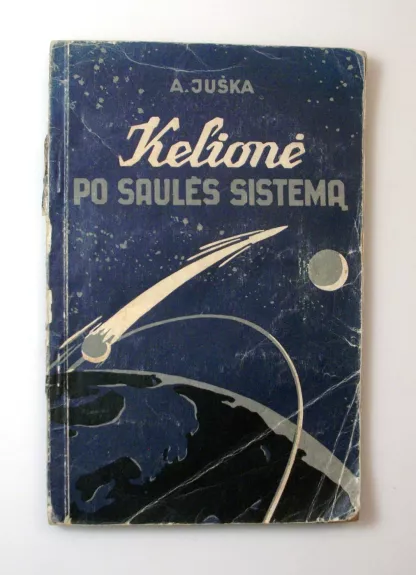 A. JUŠKA
Kelionė
PO SAULĖS SISTEMĄ